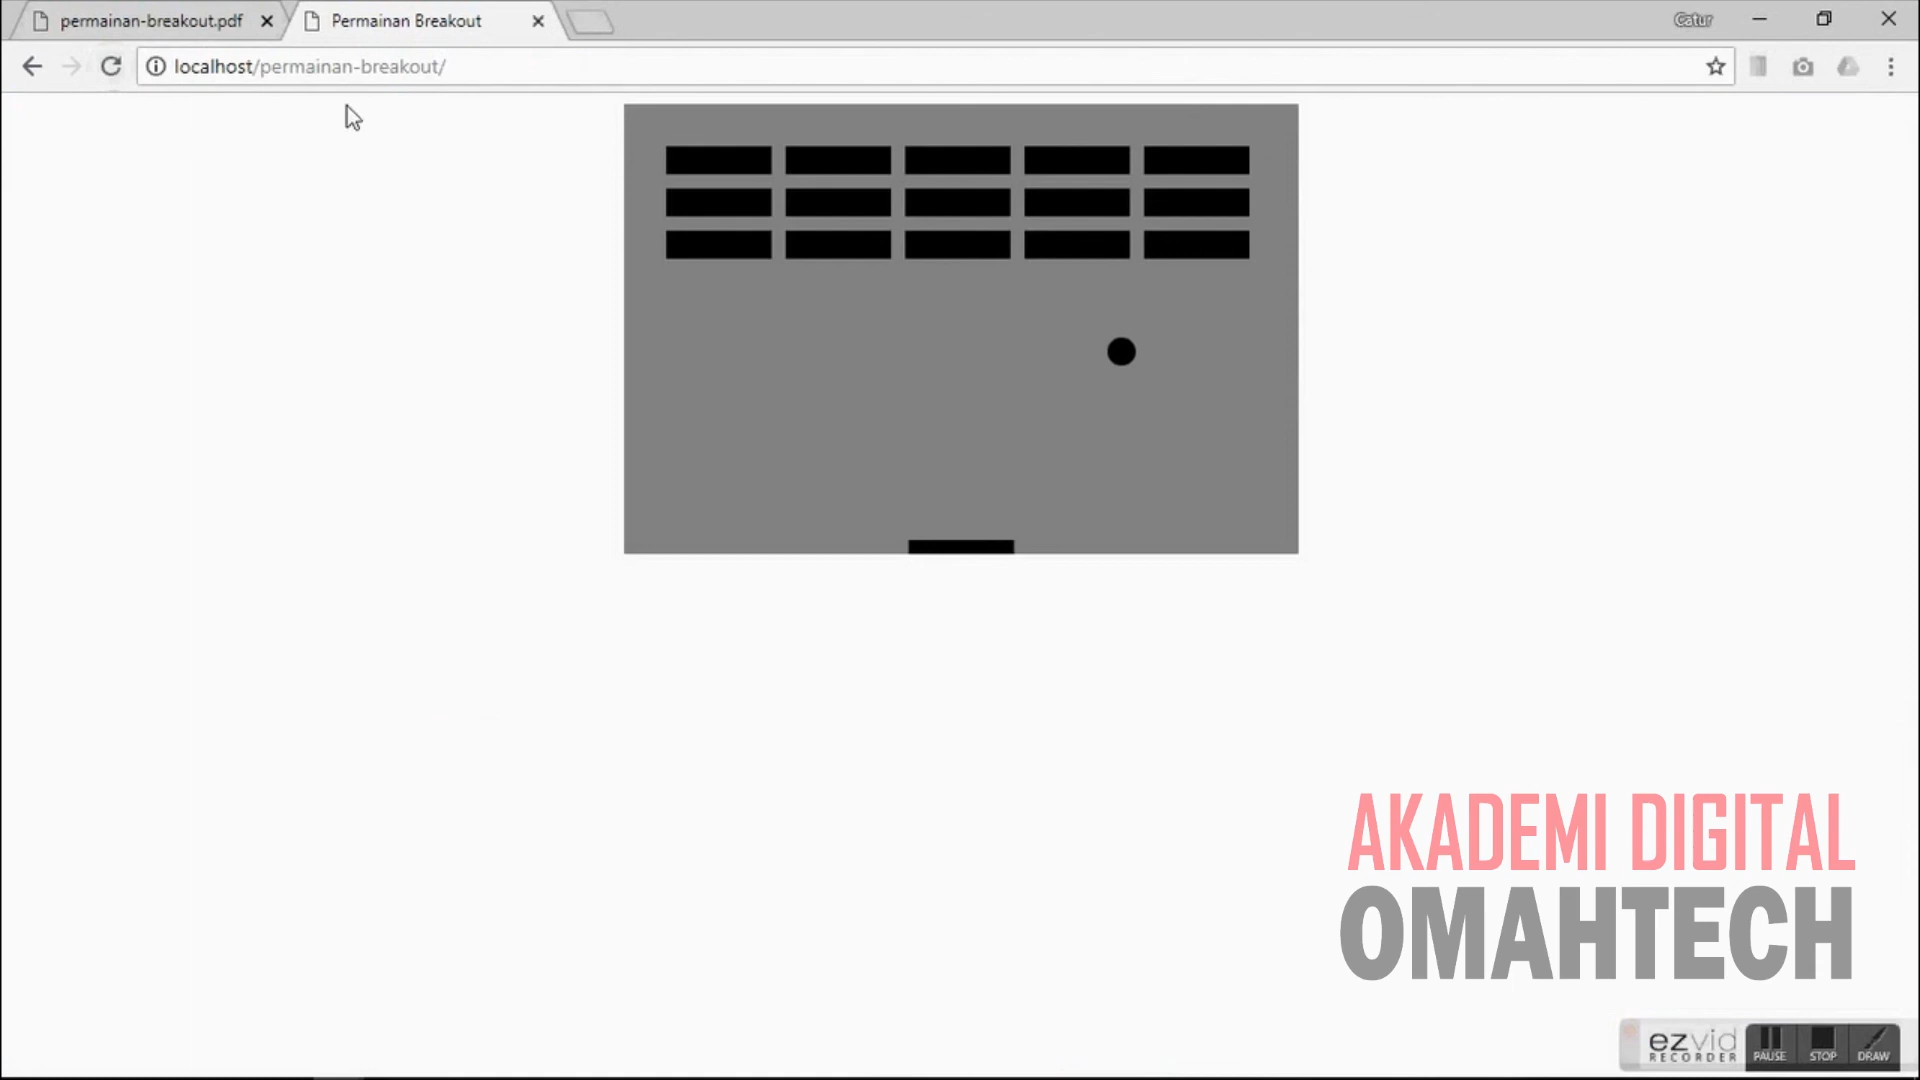 permainan-breakout.pdf
Permainan Breakout
Catur
localhost/permainan-breakout/
AKADEMI DIGITAL
OMAHTECH
ezvid
RECORDER
PAUSE
STOP
DRAW